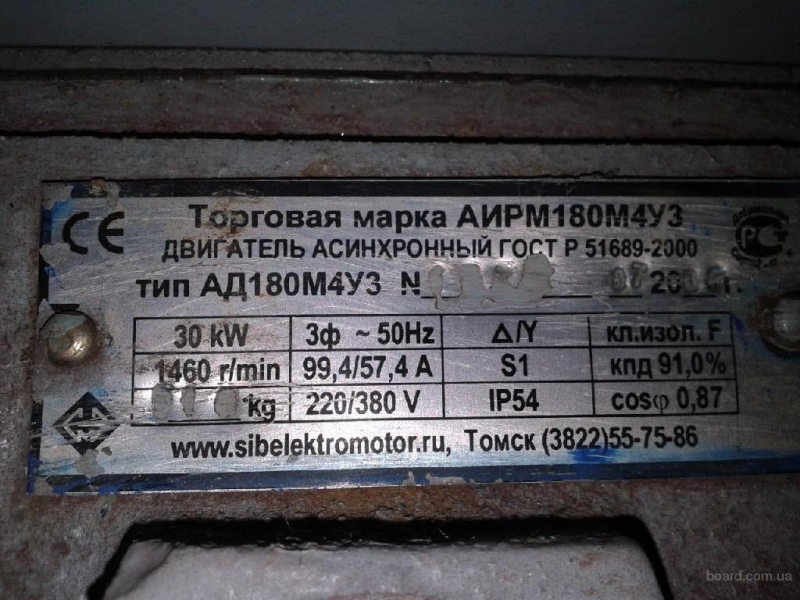 CE Торговая марка АИРМ180М4У3
ДВИГАТЕЛЬ АСИНХРОННЫЙ ГОСТ Р 51689-2000
тип АД180М4У3 N г.
30 kW 3ф ~ 50Hz Δ/Y кл.изол. F
1460 r/min 99,4/57,4 A S1 кпд 91,0%
kg 220/380 V IP54 cosφ 0,87
www.sibelektromotor.ru, Томск (3822)55-75-86
board.com.ua